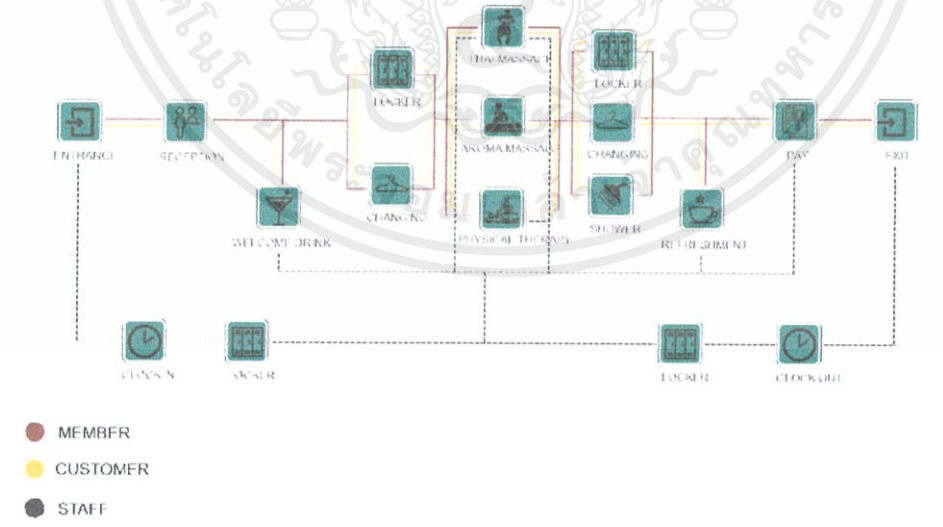 THAI MASSAGE
LOCKER
LOCKER
ENTRANCE
RECEPTION
AROMA MASSAGE
CHANGING
PAY
EXIT
CHANGING
SHOWER
WELCOME DRINK
PHYSICAL THERAPY
REFRESHMENT
CLOCK IN
LOCKER
LOCKER
CLOCK OUT
MEMBER
CUSTOMER
STAFF